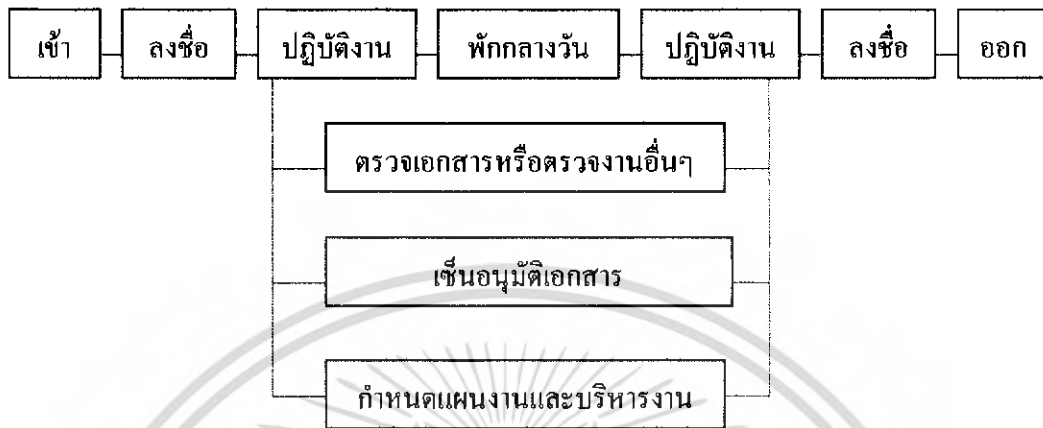 เข้า
ลงชื่อ
ปฏิบัติงาน
พักกลางวัน
ปฏิบัติงาน
ลงชื่อ
ออก
ตรวจเอกสารหรือตรวจงานอื่นๆ
เซ็นอนุมัติเอกสาร
กำหนดแผนงานและบริหารงาน